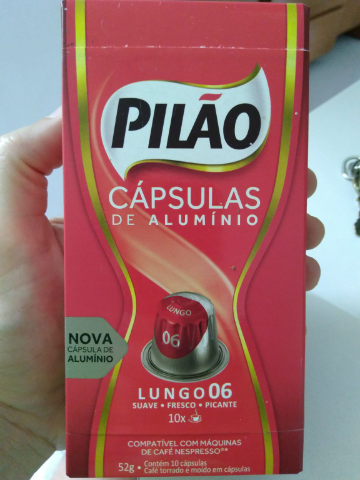 PILÃO
CÁPSULAS
DE ALUMÍNIO
LUNGO
06
NOVA
CÁPSULA DE
ALUMÍNIO
LUNGO 06
SUAVE • FRESCO • PICANTE
10x
COMPATÍVEL COM MÁQUINAS
DE CAFÉ NESPRESSO®*
52g • Contém 10 cápsulas
Café torrado e moído em cápsulas